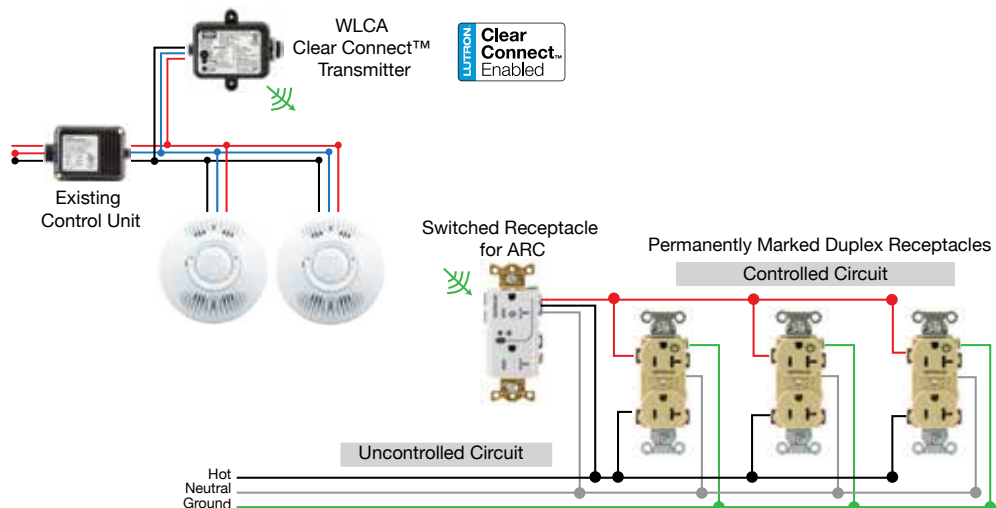 WLCA
Clear Connect™
Transmitter
LUTRON
Clear
Connect™
Enabled
Existing
Control Unit
Switched Receptacle
for ARC
Permanently Marked Duplex Receptacles
Controlled Circuit
Uncontrolled Circuit
Hot
Neutral
Ground